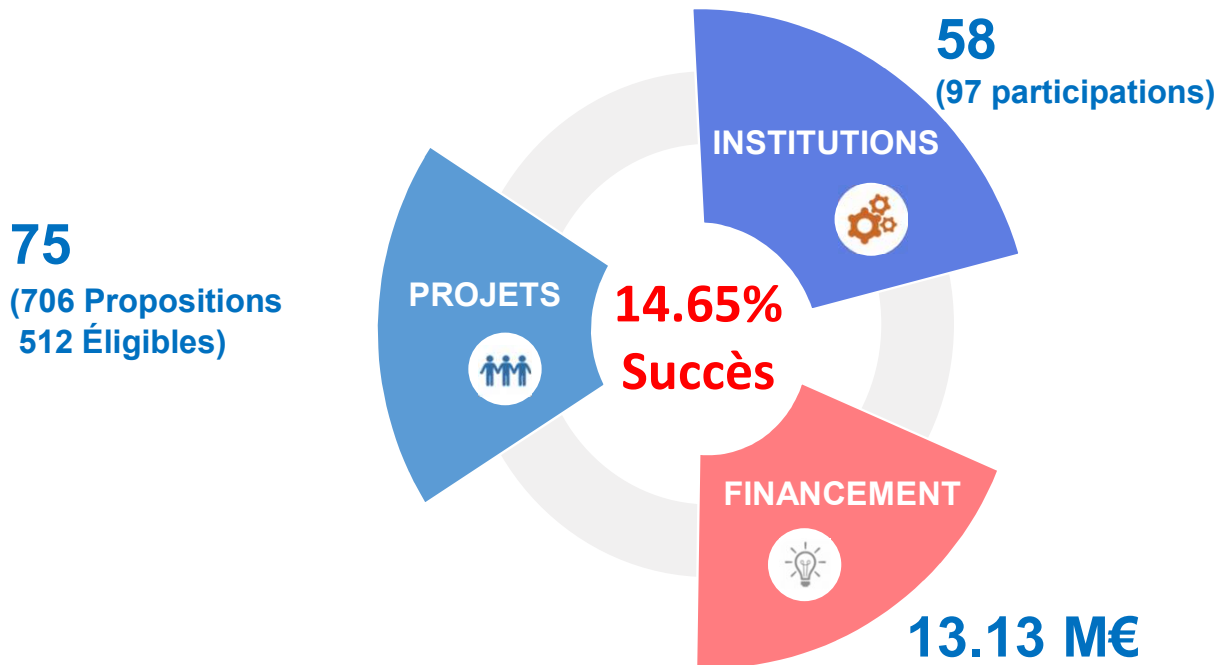 58
(97 participations)
INSTITUTIONS
75
(706 Propositions
512 Éligibles)
PROJETS
14.65%
Succès
FINANCEMENT
13.13 M€